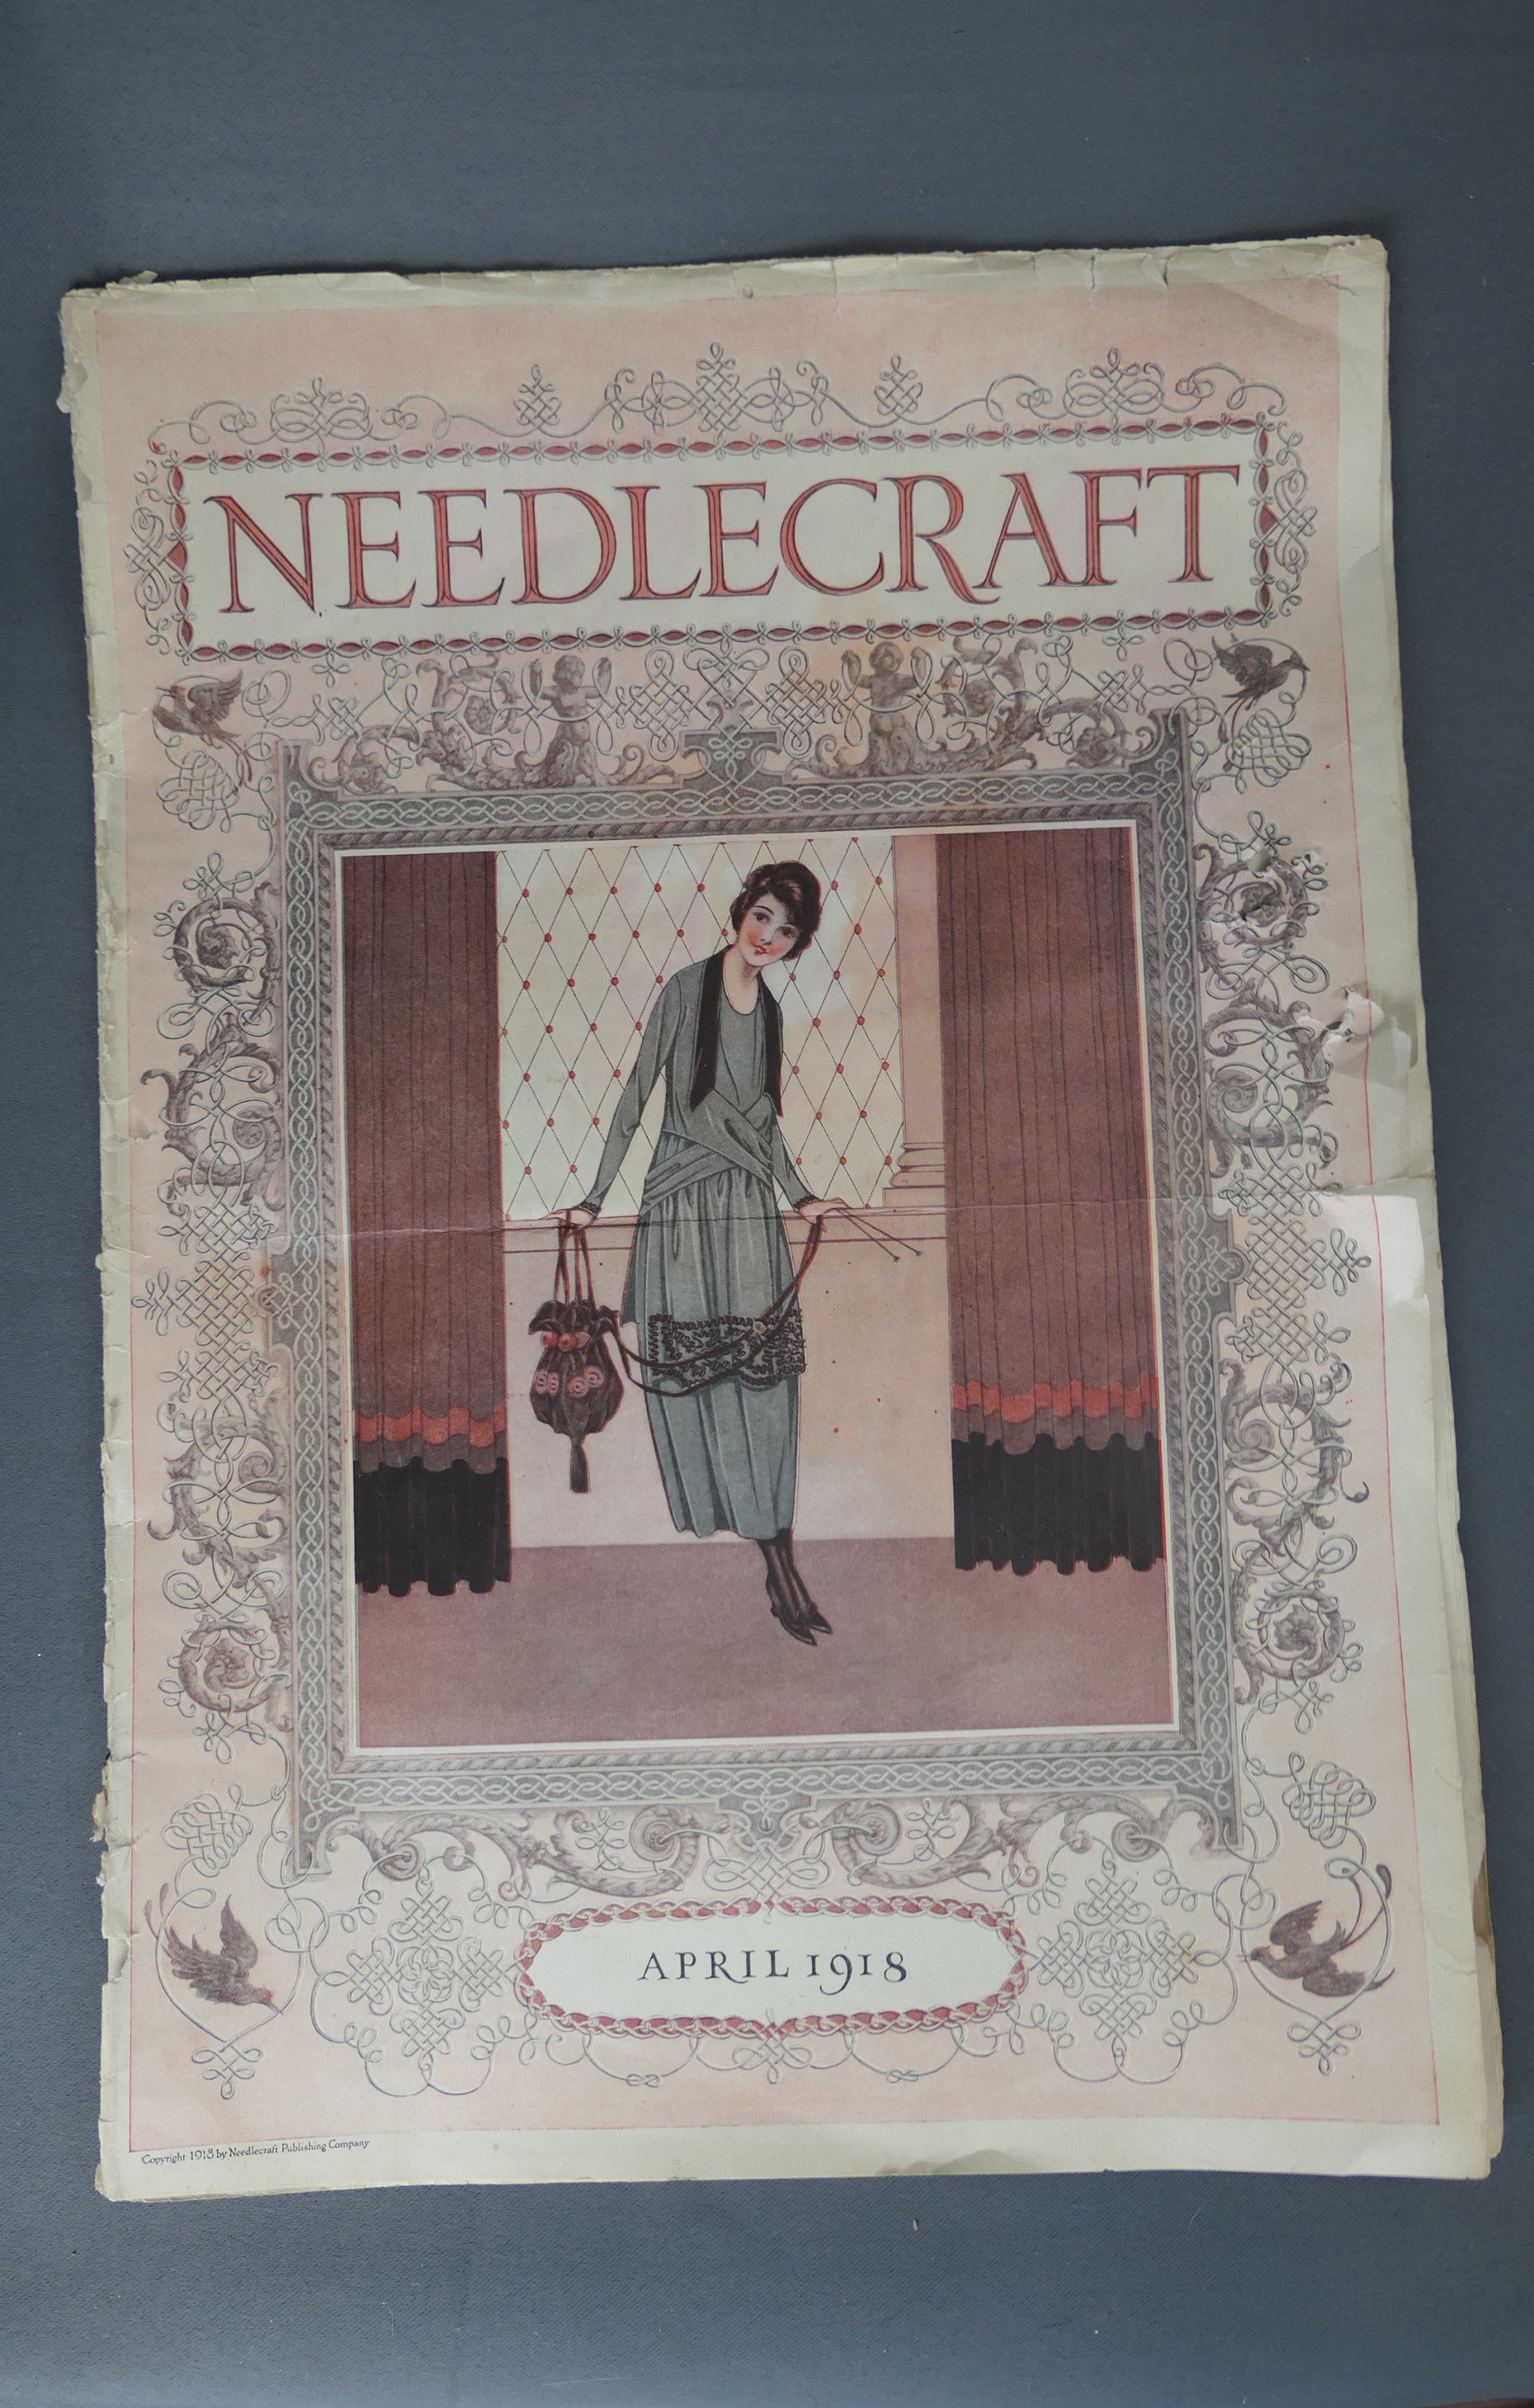 NEEDLECRAFT
APRIL 1918
Copyright 1918 by Needlecraft Publishing Company